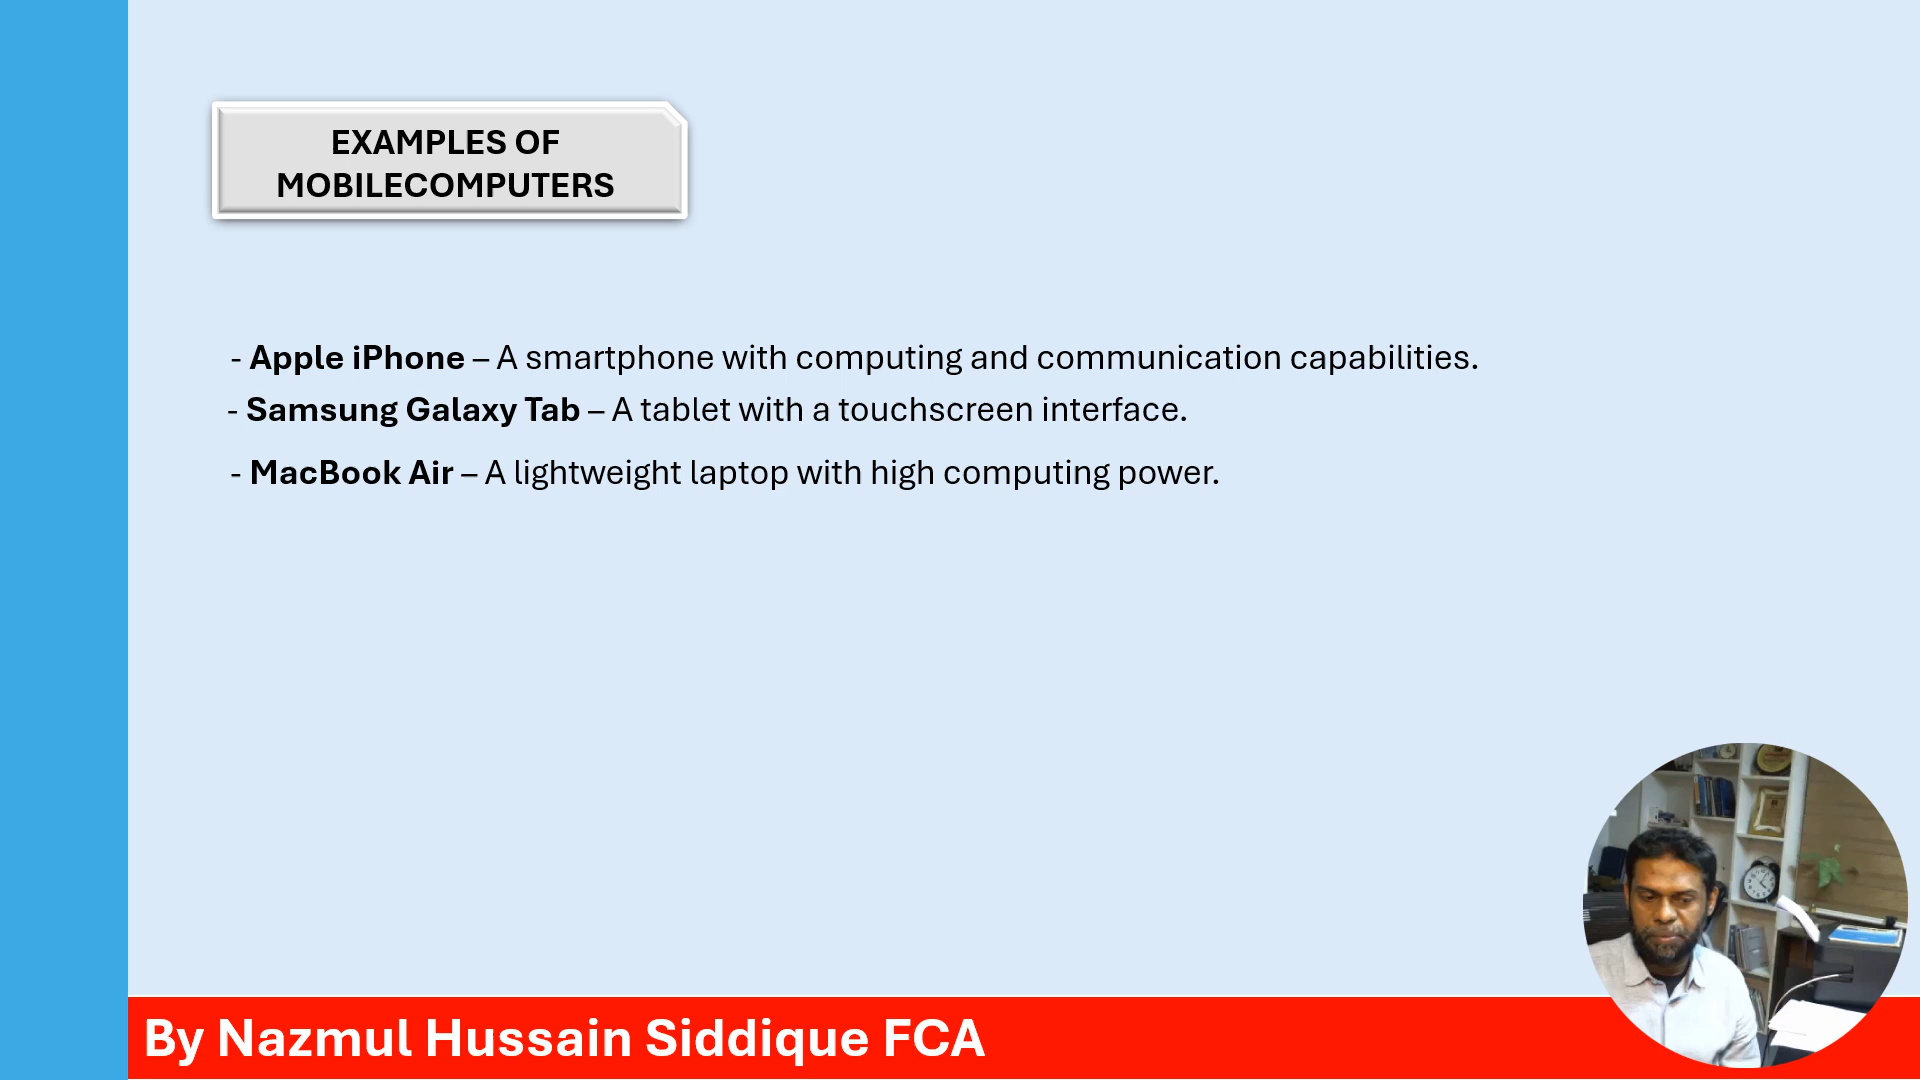 EXAMPLES OF
MOBILECOMPUTERS
- Apple iPhone – A smartphone with computing and communication capabilities.
- Samsung Galaxy Tab – A tablet with a touchscreen interface.
- MacBook Air – A lightweight laptop with high computing power.
By Nazmul Hussain Siddique FCA